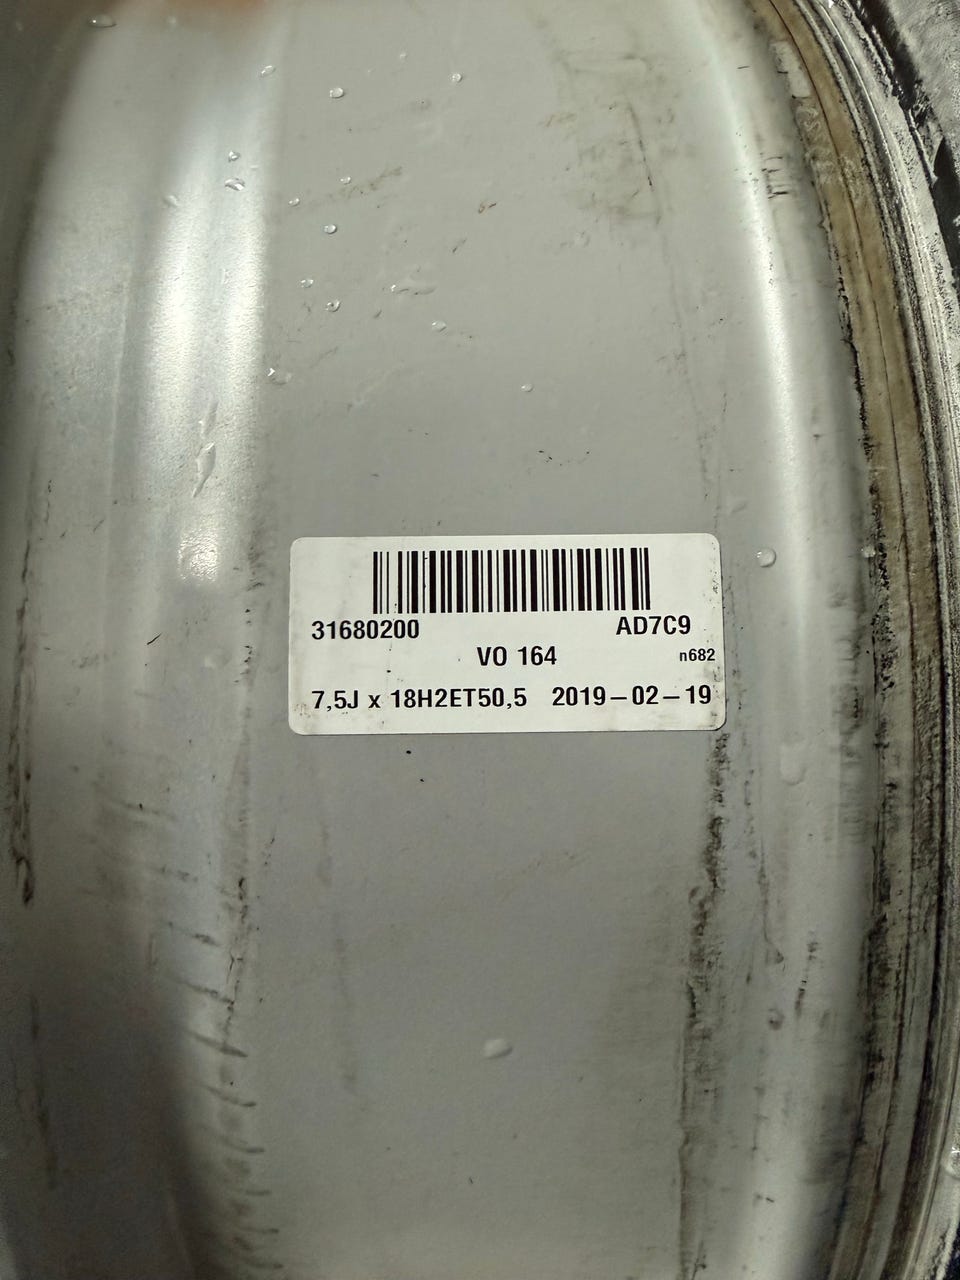 31680200 AD7C9
VO 164 n682
7,5J x 18H2ET50,5 2019-02-19